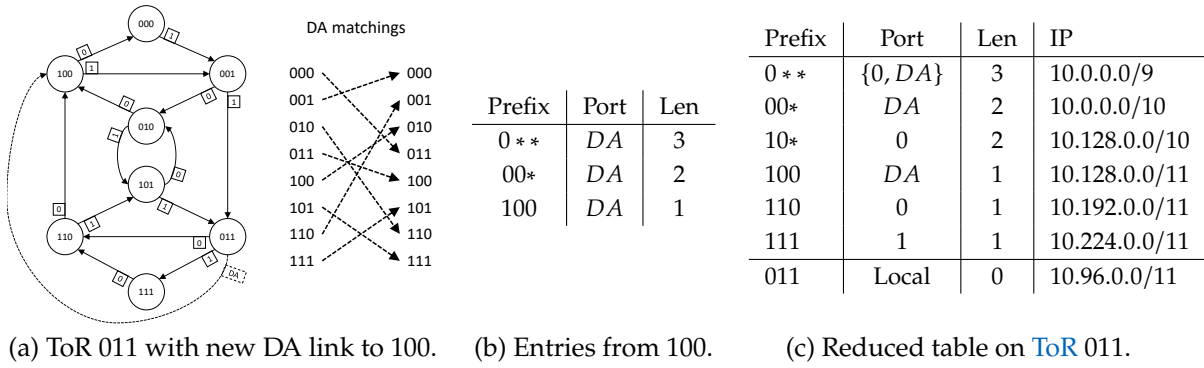 000
0
1
100
1
001
0
0
1
010
1
101
0
1
0
1
110
0
011
1
0
DA
111
DA matchings
000 000
001 001
010 010
011 011
100 100
101 101
110 110
111 111
(a) ToR 011 with new DA link to 100.
Prefix Port Len
0 * * DA 3
00* DA 2
100 DA 1
(b) Entries from 100.
Prefix Port Len IP
0 * * {0, DA} 3 10.0.0.0/9
00* DA 2 10.0.0.0/10
10* 0 2 10.128.0.0/10
100 DA 1 10.128.0.0/11
110 0 1 10.192.0.0/11
111 1 1 10.224.0.0/11
011 Local 0 10.96.0.0/11
(c) Reduced table on ToR 011.